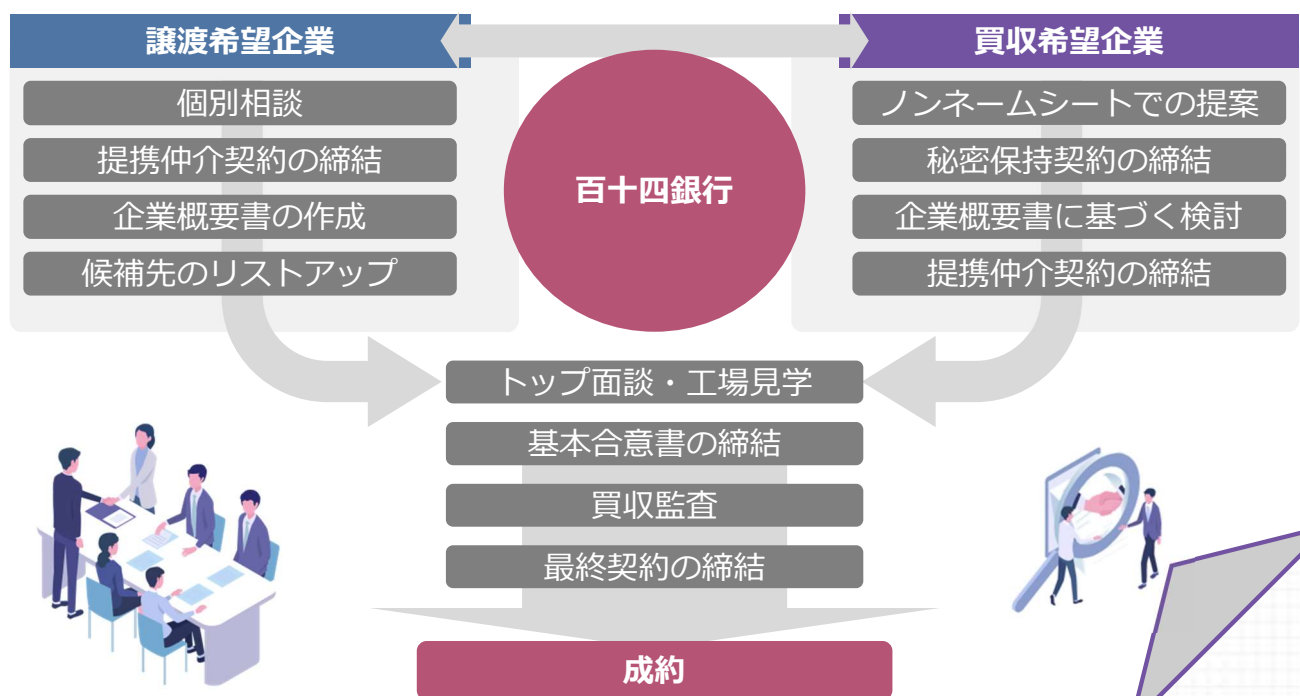 譲渡希望企業
個別相談
提携仲介契約の締結
企業概要書の作成
候補先のリストアップ
百十四銀行
買収希望企業
ノンネームシートでの提案
秘密保持契約の締結
企業概要書に基づく検討
提携仲介契約の締結
トップ面談・工場見学
基本合意書の締結
買収監査
最終契約の締結
成約